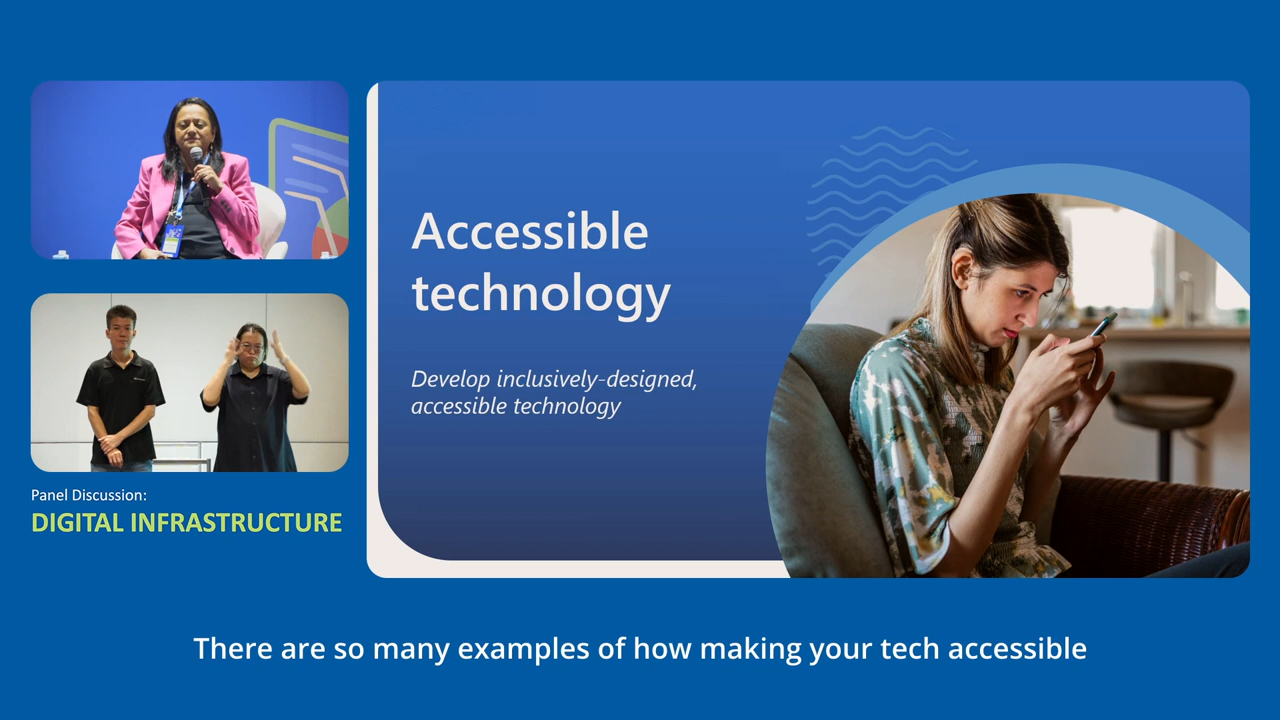 Accessible
technology
Develop inclusively-designed,
accessible technology
Panel Discussion:
DIGITAL INFRASTRUCTURE
There are so many examples of how making your tech accessible